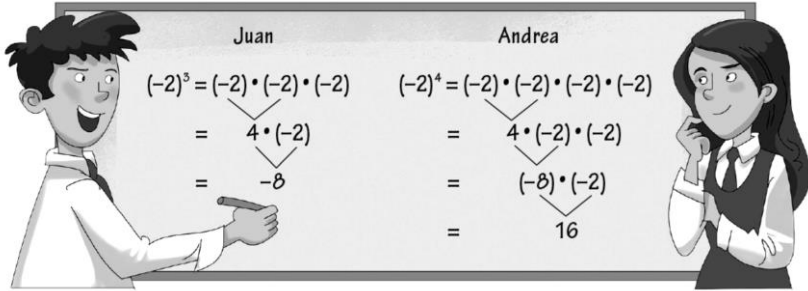 Juan
(−2)³ = (−2) • (−2) • (−2)
= 4 • (−2)
= −8
Andrea
(−2)⁴ = (−2) • (−2) • (−2) • (−2)
= 4 • (−2) • (−2)
= (−8) • (−2)
= 16